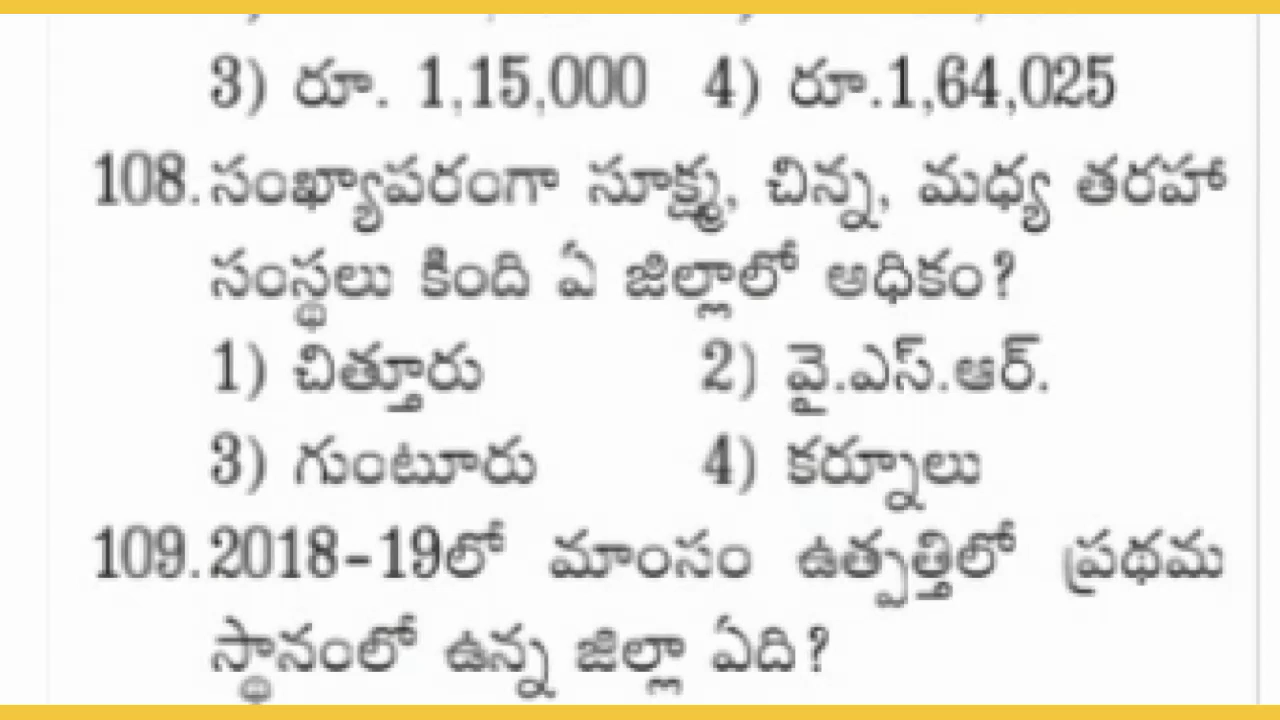 3) రూ. 1,15,000 4) రూ.1,64,025
108. సంఖ్యాపరంగా సూక్ష్మ, చిన్న, మధ్య తరహా
సంస్థలు కింది ఏ జిల్లాలో ఆధికం?
1) చిత్తూరు 2) వై.ఎస్.ఆర్.
3) గుంటూరు 4) కర్నూలు
109. 2018-19లో మాంసం ఉత్పత్తిలో ప్రథమ
స్థానంలో ఉన్న జిల్లా ఏది?